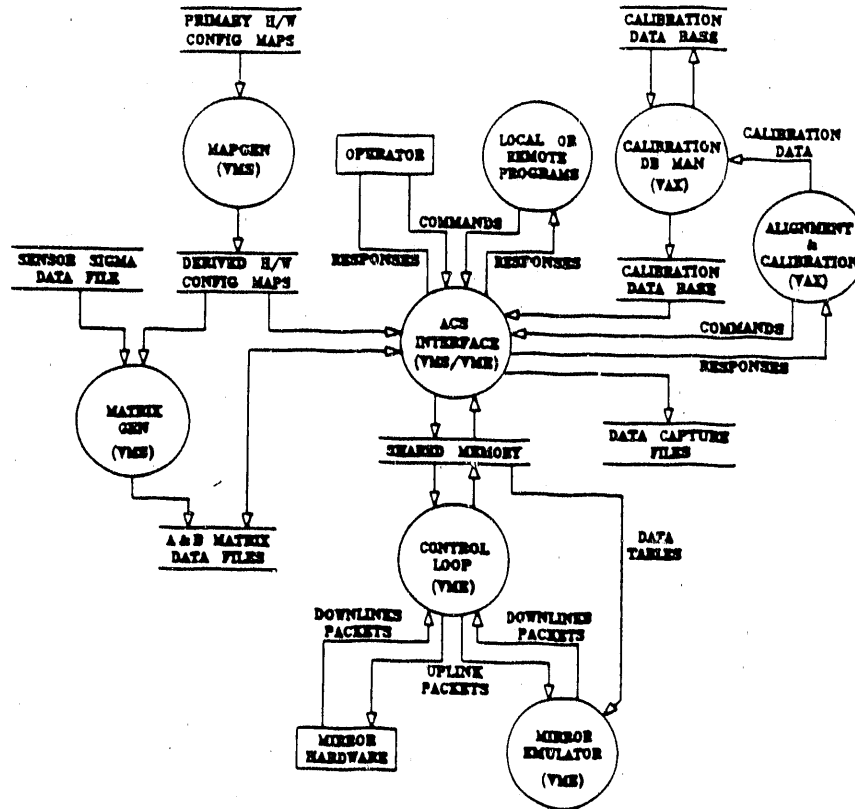 PRIMARY H/W
CONFIG MAPS
CALIBRATION
DATA BASE
MAPGEN
(VMS)
OPERATOR
LOCAL OR
REMOTE
PROGRAMS
CALIBRATION
DB MAN
(VAX)
CALIBRATION
DATA
COMMANDS
RESPONSES
RESPONSES
SENSOR SIGMA
DATA FILE
DERIVED H/W
CONFIG MAPS
CALIBRATION
DATA BASE
ALIGNMENT &
CALIBRATION
(VAX)
ACS
INTERFACE
(VMS/VME)
COMMANDS
RESPONSES
MATRIX
GEN
(VMS)
SHARED MEMORY
DATA CAPTURE
FILES
A & B MATRIX
DATA FILES
CONTROL
LOOP
(VME)
DATA
TABLES
DOWNLINKS
PACKETS
DOWNLINKS
PACKETS
UPLINK
PACKETS
MIRROR
HARDWARE
MIRROR
EMULATOR
(VME)